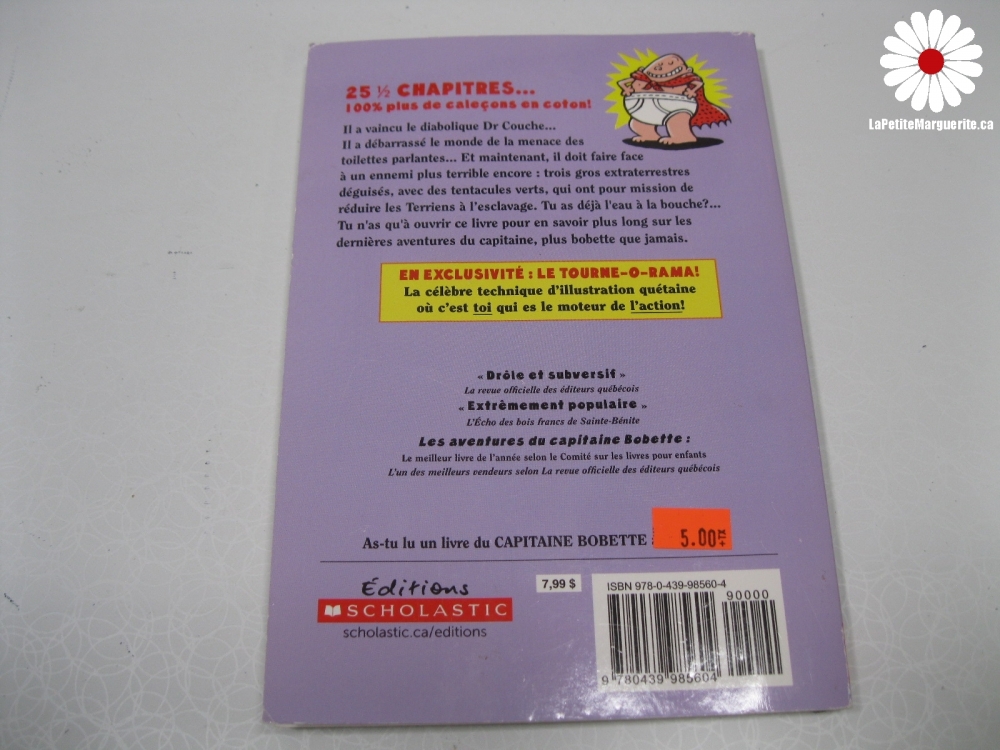 LaPetiteMarguerite.ca
25 ½ CHAPITRES...
100% plus de caleçons en coton!
Il a vaincu le diabolique Dr Couche...
Il a débarrassé le monde de la menace des
toilettes parlantes... Et maintenant, il doit faire face
à un ennemi plus terrible encore : trois gros extraterrestres
déguisés, avec des tentacules verts, qui ont pour mission de
réduire les Terriens à l'esclavage. Tu as déjà l'eau à la bouche?...
Tu n'as qu'à ouvrir ce livre pour en savoir plus long sur les
dernières aventures du capitaine, plus bobette que jamais.
EN EXCLUSIVITÉ : LE TOURNE-O-RAMA!
La célèbre technique d'illustration quétaine
où c'est toi qui es le moteur de l'action!
« Drôle et subversif »
La revue officielle des éditeurs québécois
« Extrêmement populaire »
L'Écho des bois francs de Sainte-Bénite
Les aventures du capitaine Bobette :
Le meilleur livre de l'année selon le Comité sur les livres pour enfants
L'un des meilleurs vendeurs selon La revue officielle des éditeurs québécois
As-tu lu un livre du CAPITAINE BOBETTE
5.00
Éditions
SCHOLASTIC
scholastic.ca/editions
7,99 $
ISBN 978-0-439-98560-4
90000
9 780439 985604